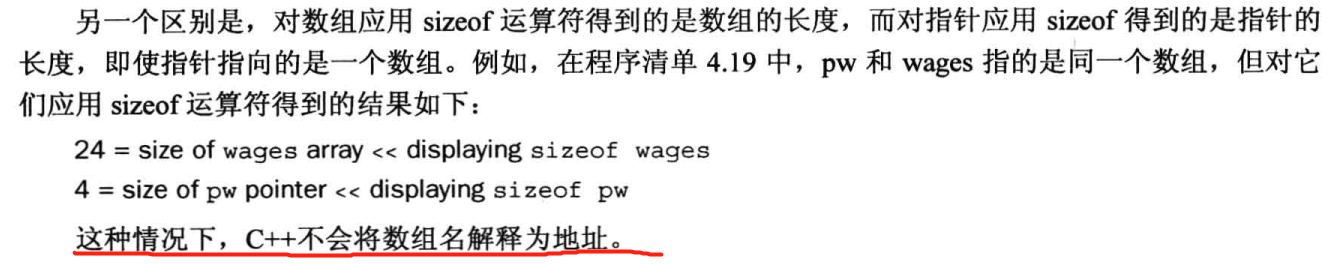 另一个区别是，对数组应用 sizeof 运算符得到的是数组的长度，而对指针应用 sizeof 得到的是指针的
长度，即使指针指向的是一个数组。例如，在程序清单 4.19 中，pw 和 wages 指的是同一个数组，但对它
们应用 sizeof 运算符得到的结果如下：
24 = size of wages array << displaying sizeof wages
4 = size of pw pointer << displaying sizeof pw
这种情况下，C++不会将数组名解释为地址。